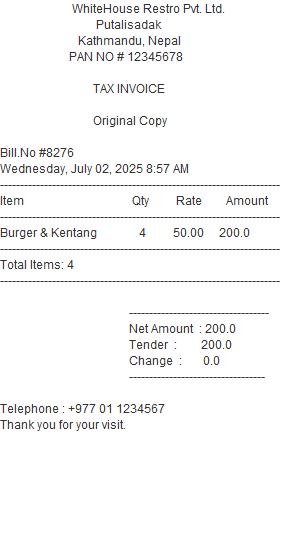 WhiteHouse Restro Pvt. Ltd.
Putalisadak
Kathmandu, Nepal
PAN NO # 12345678
TAX INVOICE
Original Copy
Bill.No #8276
Wednesday, July 02, 2025 8:57 AM
----------------------------------------------------------------------
Item Qty Rate Amount
----------------------------------------------------------------------
Burger & Kentang 4 50.00 200.0
----------------------------------------------------------------------
Total Items: 4
----------------------------------------------------------------------
-----------------------------------
Net Amount : 200.0
Tender : 200.0
Change : 0.0
----------------------------------
Telephone : +977 01 1234567
Thank you for your visit.